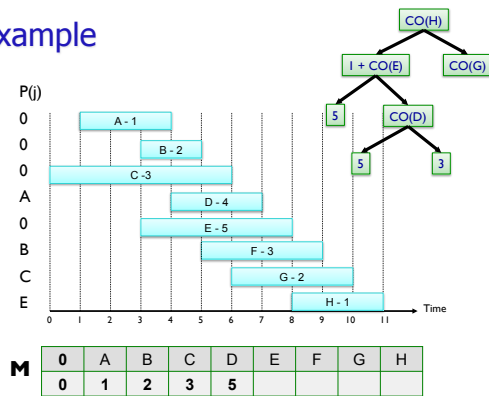 xample
CO(H)
1 + CO(E) CO(G)
5 CO(D)
5 3
P(j)
0 A - 1
0 B - 2
0 C -3
A D - 4
0 E - 5
B F - 3
C G - 2
E H - 1
Time
0 1 2 3 4 5 6 7 8 9 10 11
M 0 A B C D E F G H
0 1 2 3 5